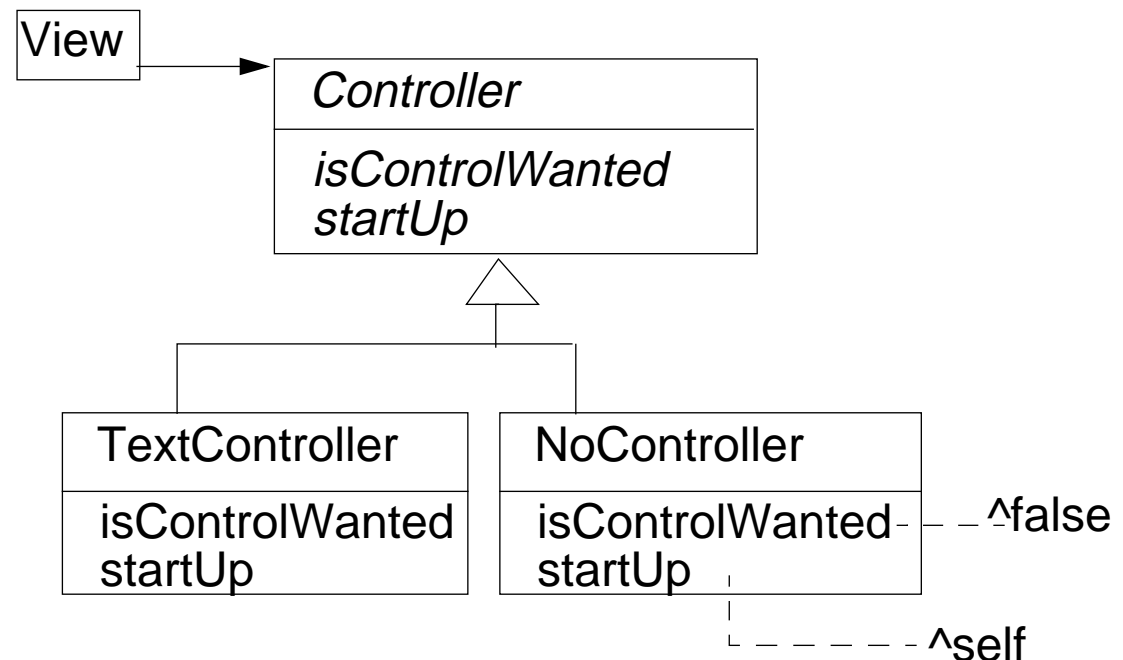 View
Controller
isControlWanted
startUp
TextController
isControlWanted
startUp
NoController
isControlWanted
startUp
^false
^self